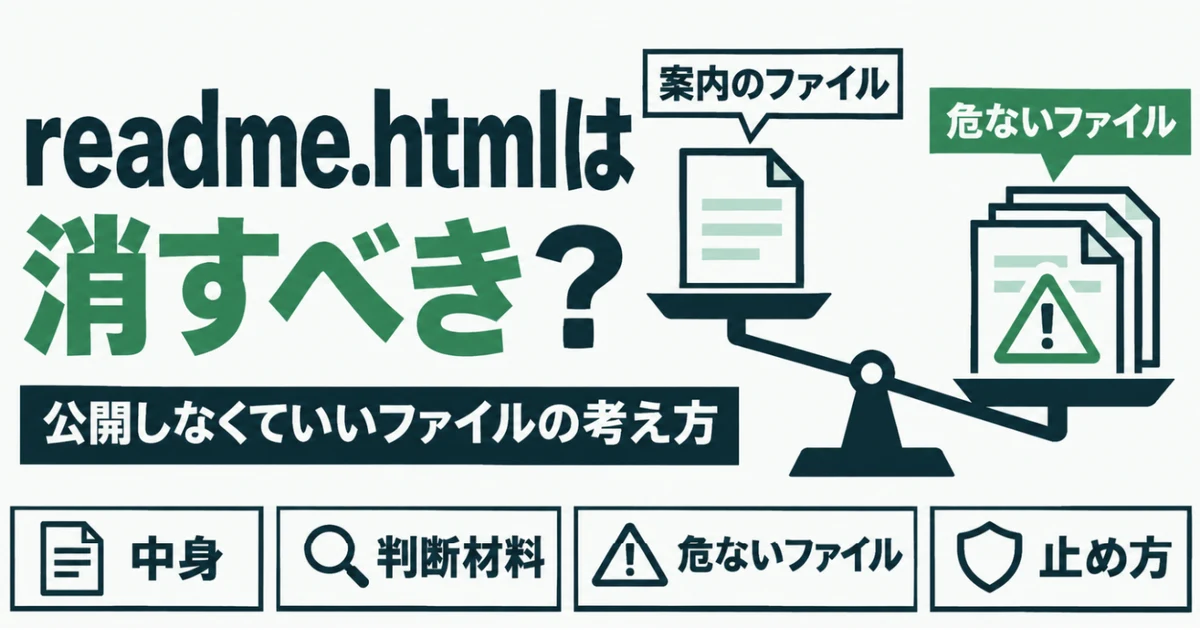 readme.htmlは
消すべき?
公開しなくていいファイルの考え方
案内のファイル
危ないファイル
中身
判断材料
危ないファイル
止め方